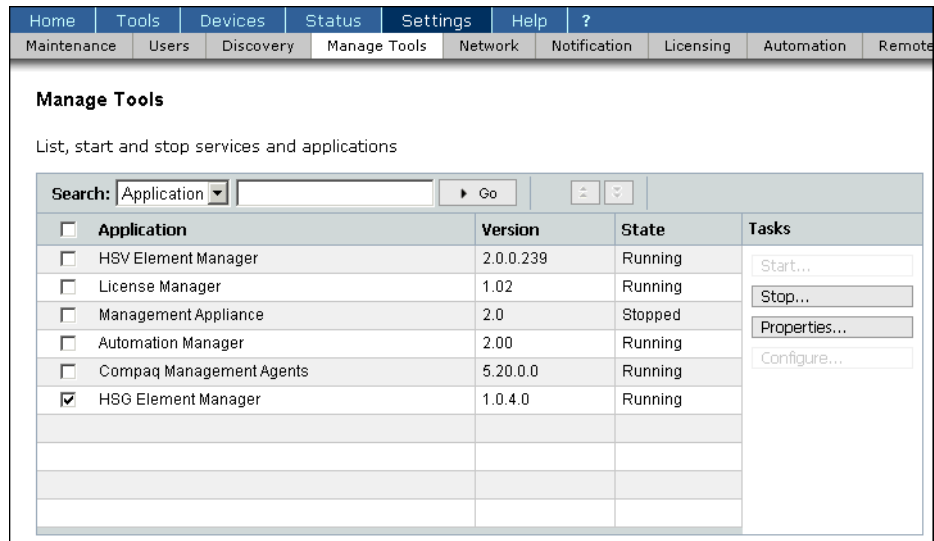 Home Tools Devices Status Settings Help ?
Maintenance Users Discovery Manage Tools Network Notification Licensing Automation Remote
Manage Tools
List, start and stop services and applications
Search: Application Go
Application Version State Tasks
HSV Element Manager 2.0.0.239 Running
Start...
License Manager 1.02 Running
Stop...
Management Appliance 2.0 Stopped
Properties...
Automation Manager 2.00 Running
Configure...
Compaq Management Agents 5.20.0.0 Running
HSG Element Manager 1.0.4.0 Running